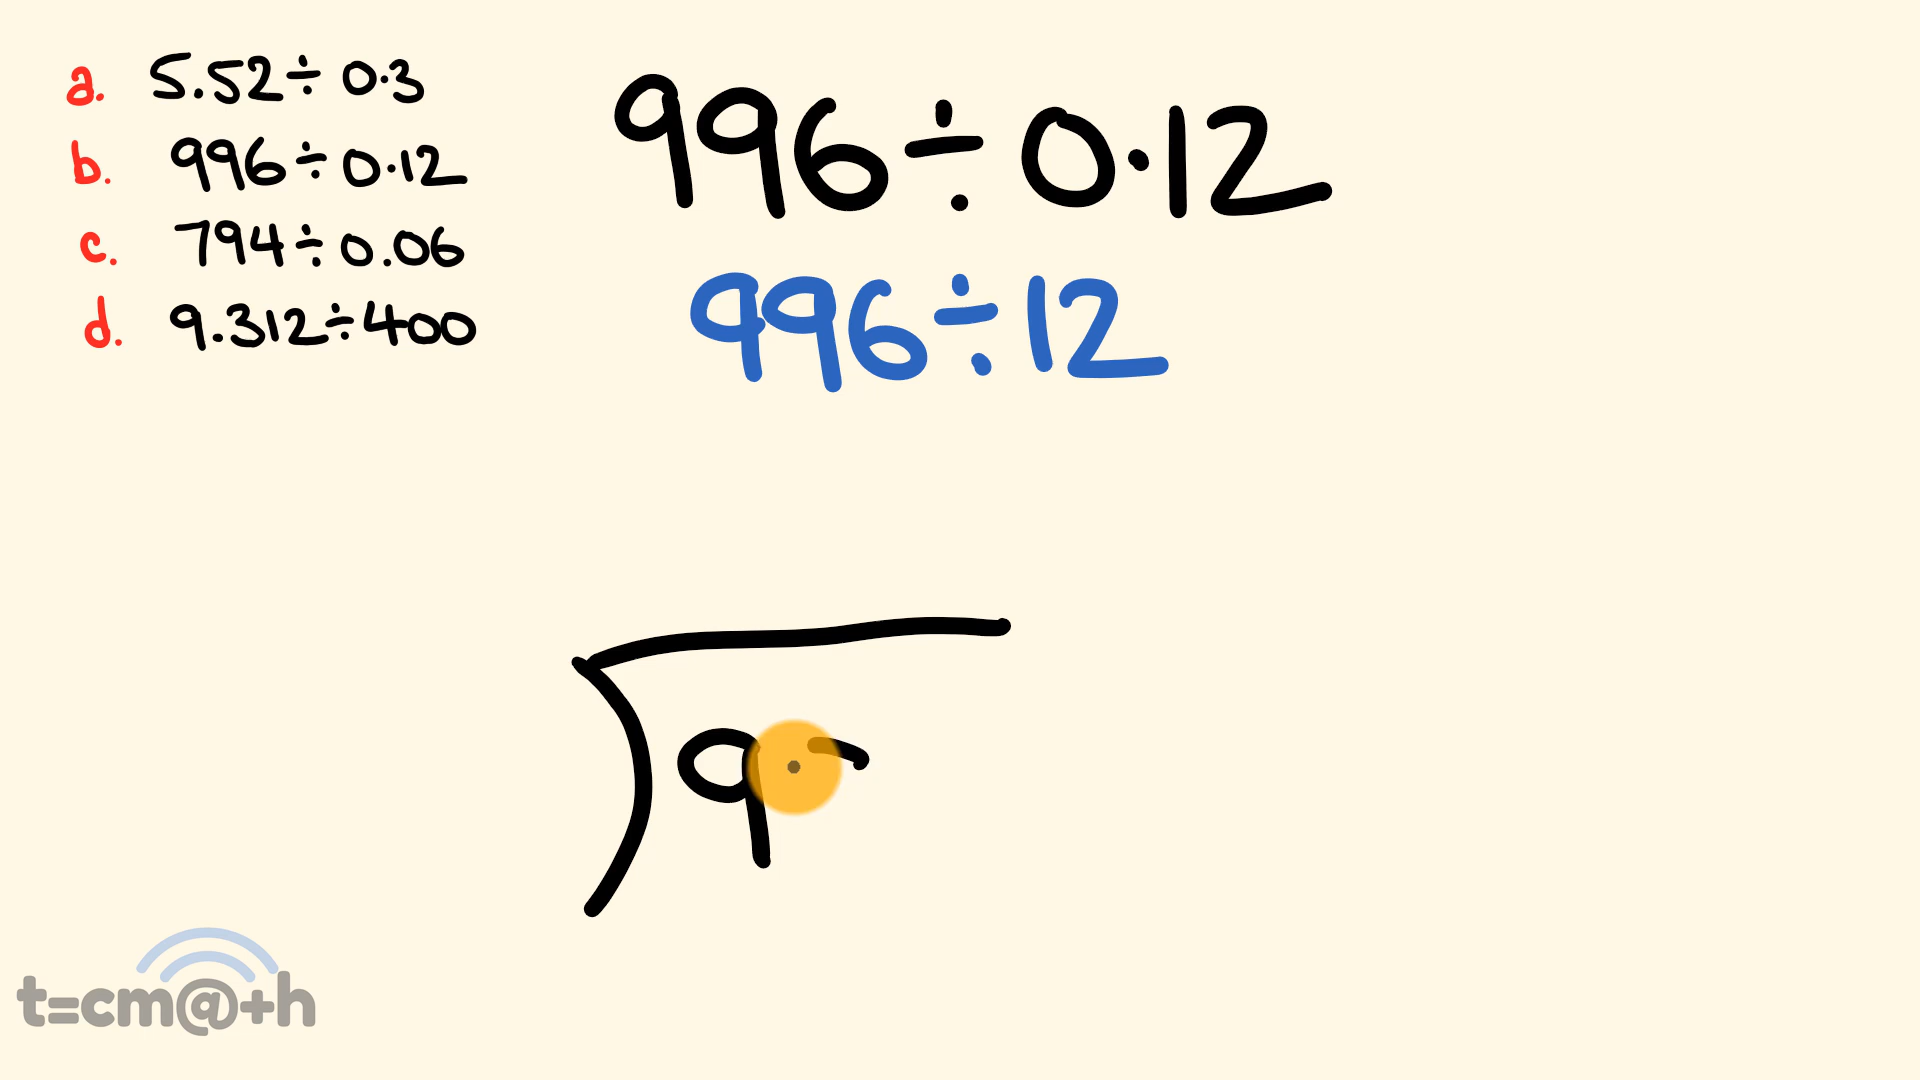 a. 5.52÷0.3
b. 996÷0.12
c. 794÷0.06
d. 9.312÷400
996÷0.12
996÷12
9
t=cm@+h